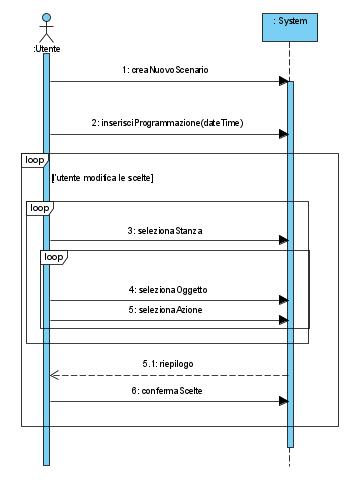 : System
:Utente
1: creaNuovoScenario
2: inserisciProgrammazione(dateTime)
loop
[l'utente modifica le scelte]
loop
3: selezionaStanza
loop
4: selezionaOggetto
5: selezionaAzione
5.1: riepilogo
6: confermaScelte